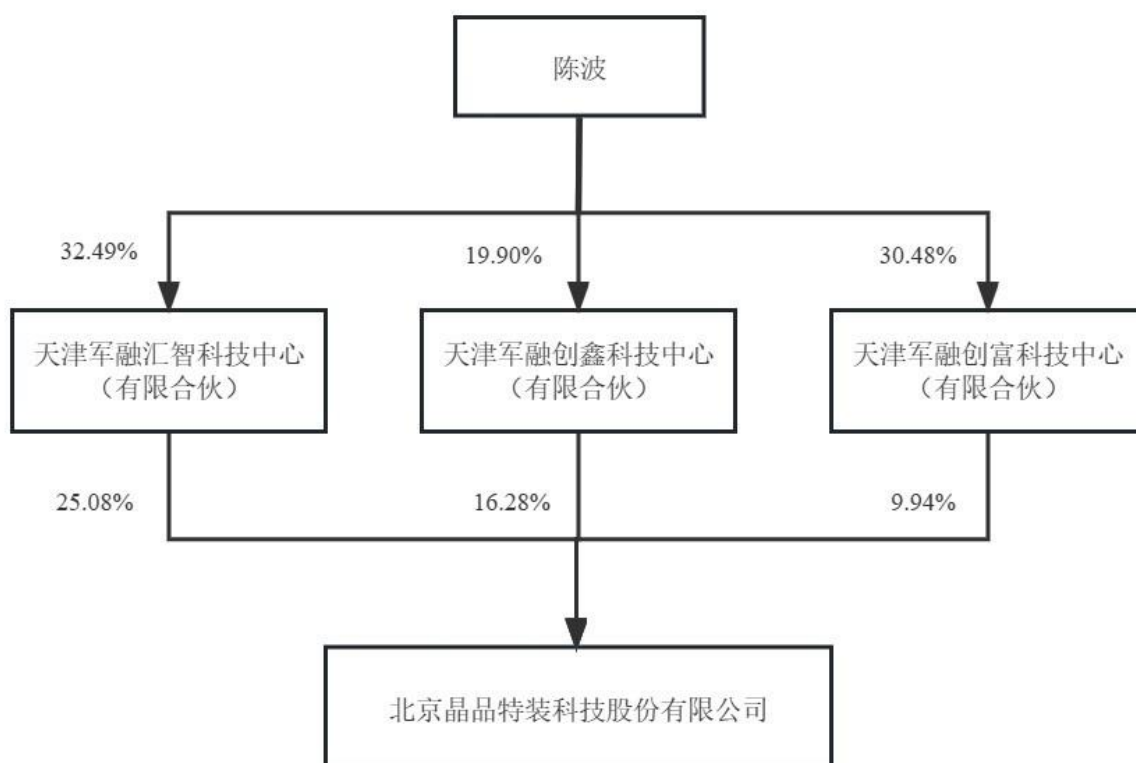 陈波
32.49%
19.90%
30.48%
天津军融汇智科技中心
（有限合伙）
天津军融创鑫科技中心
（有限合伙）
天津军融创富科技中心
（有限合伙）
25.08%
16.28%
9.94%
北京晶品特装科技股份有限公司